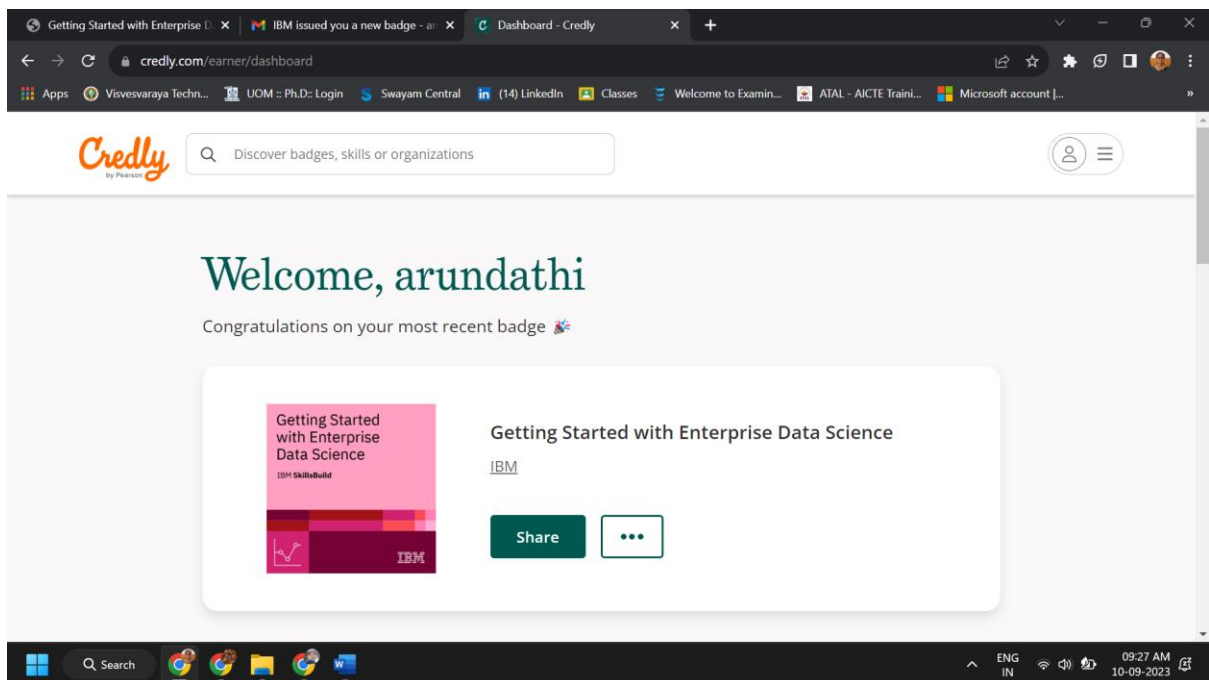 Getting Started with Enterprise D
IBM issued you a new badge - ar
Dashboard - Credly
credly.com/earner/dashboard
Apps
Visvesvaraya Techn...
UOM :: Ph.D:: Login
Swayam Central
(14) LinkedIn
Classes
Welcome to Examin...
ATAL - AICTE Traini...
Microsoft account |...
»
Credly
by Pearson
Discover badges, skills or organizations
Welcome, arundathi
Congratulations on your most recent badge 🎉
Getting Started
with Enterprise
Data Science
IBM SkillsBuild
IBM
Getting Started with Enterprise Data Science
IBM
Share
•••
Search
ENG
IN
09:27 AM
10-09-2023